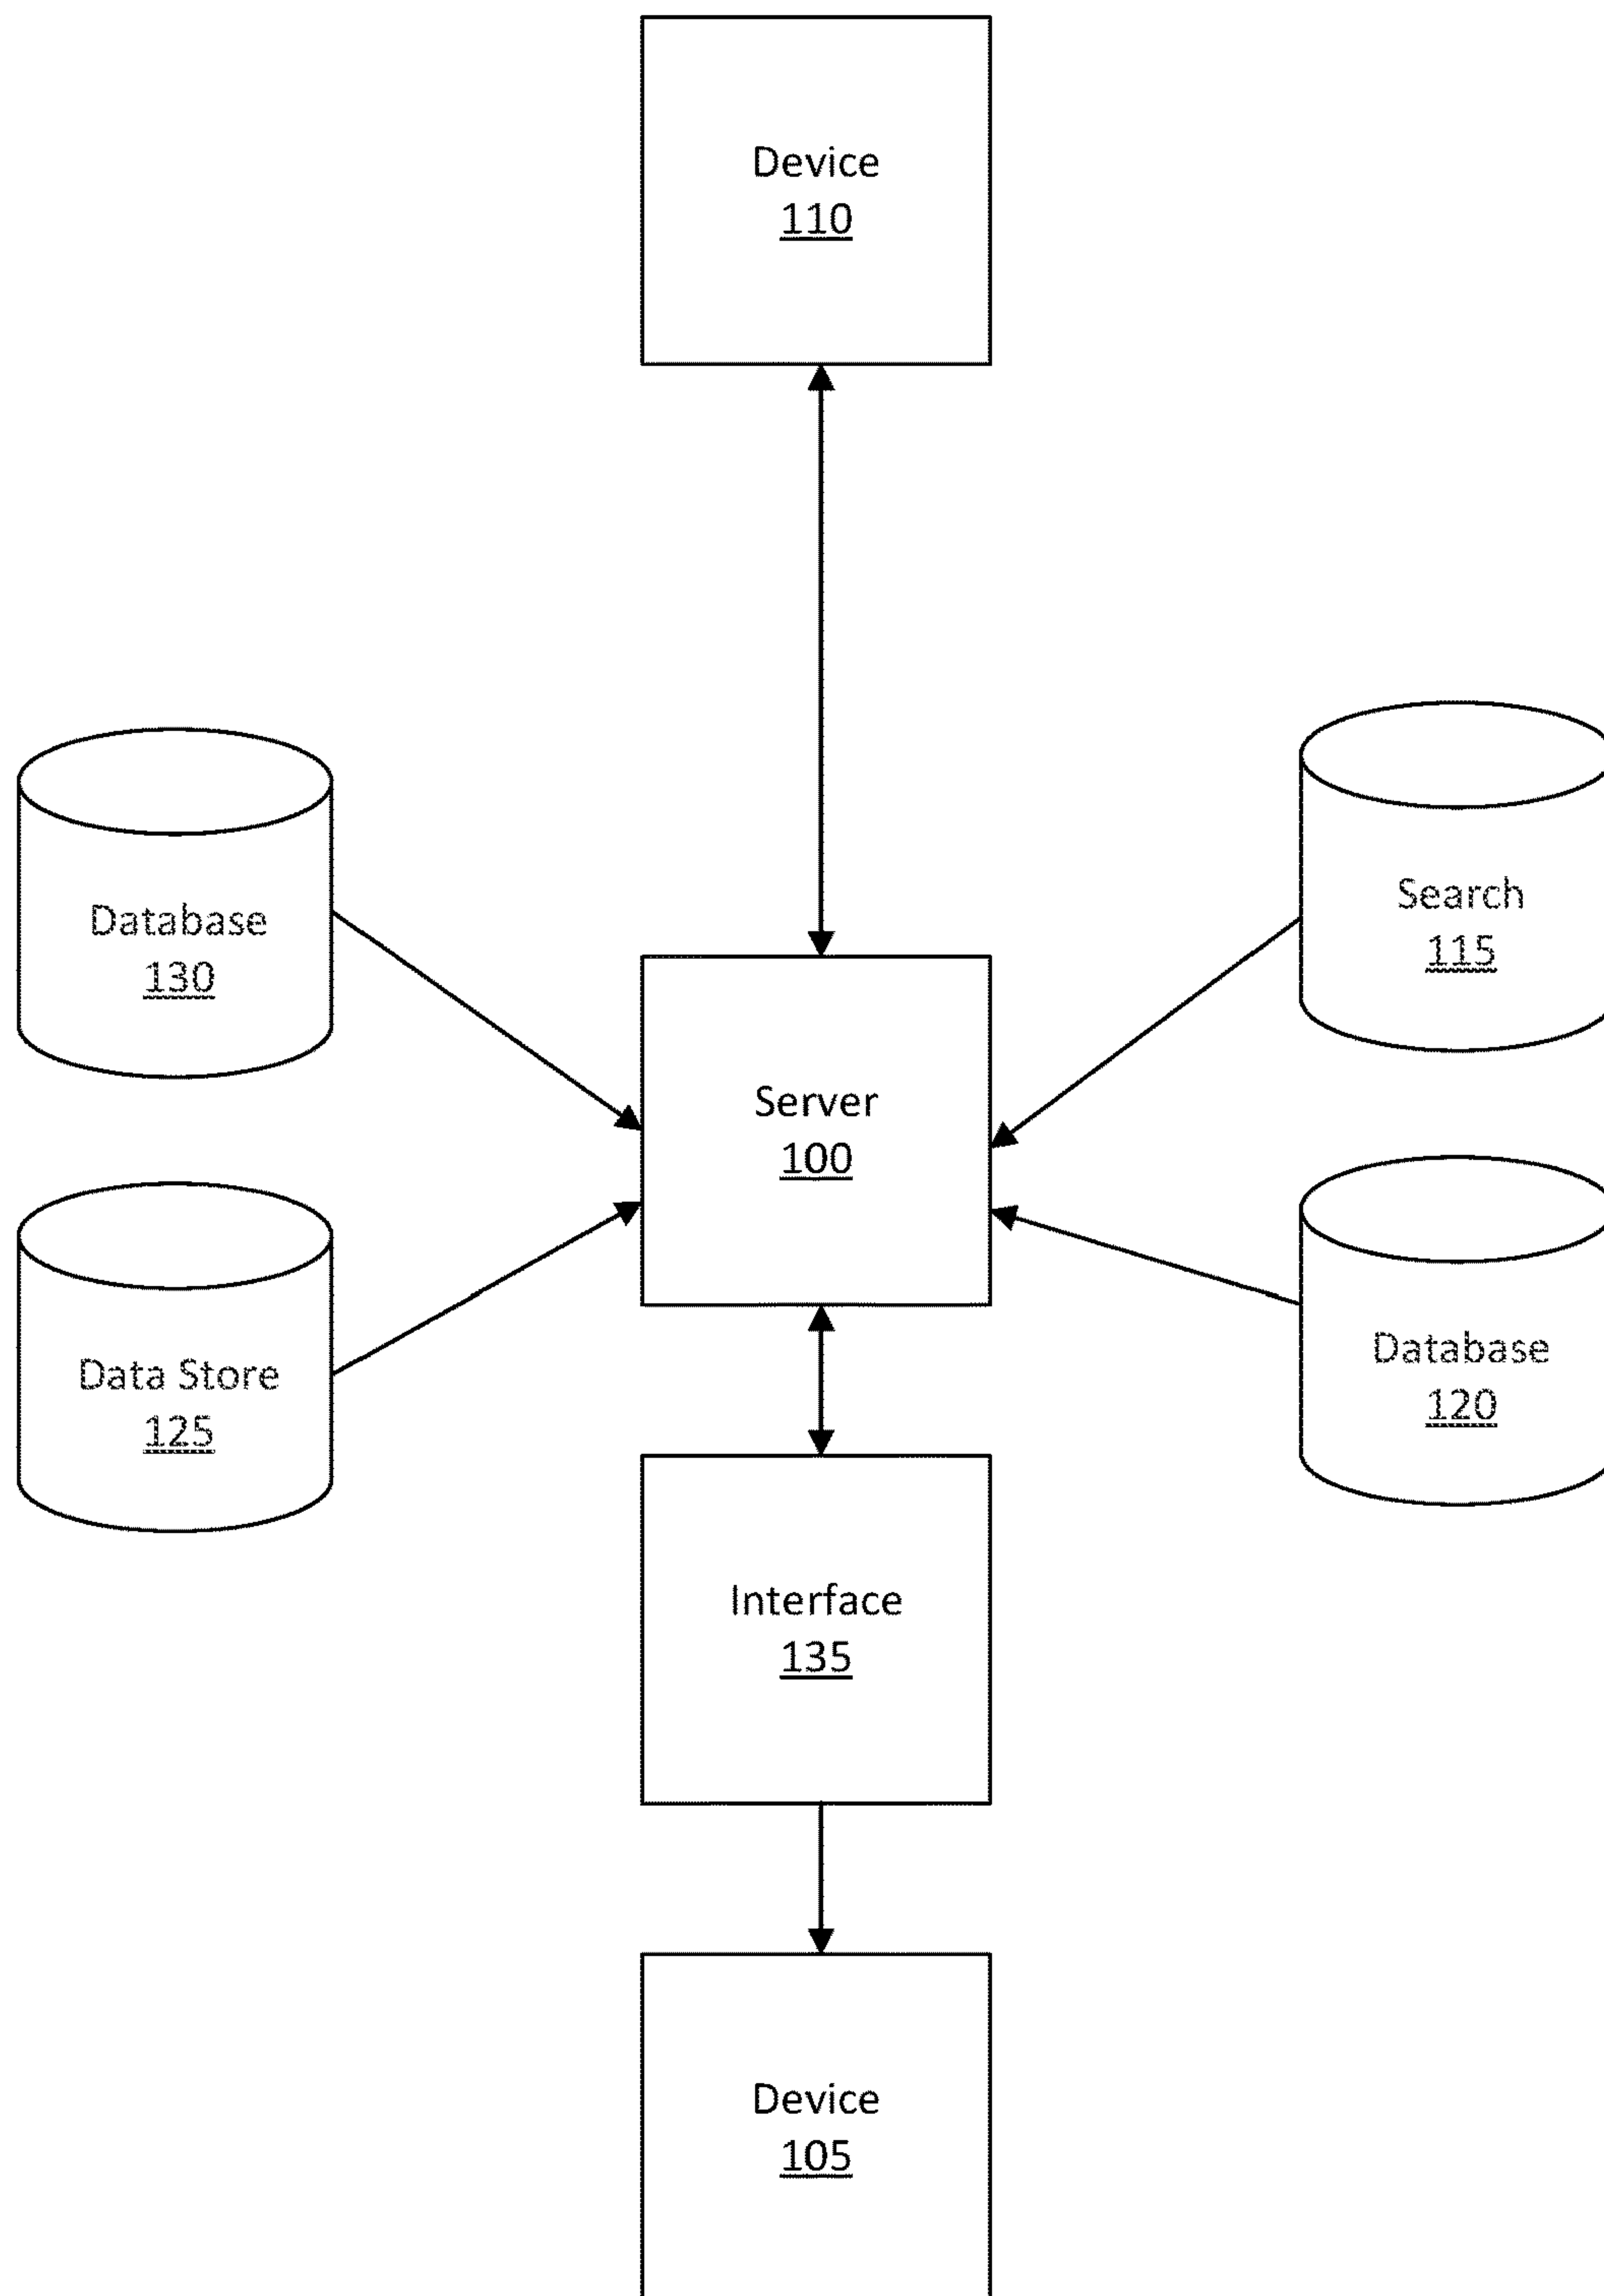 Device
110
Database
130
Search
115
Server
100
Data Store
125
Database
120
Interface
135
Device
105